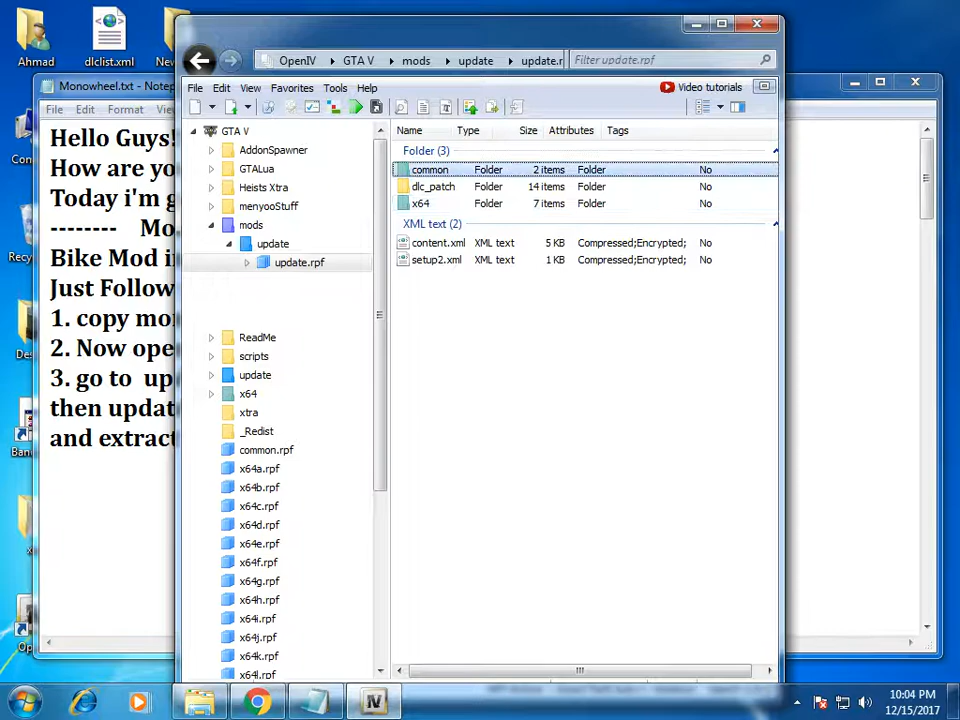 Ahmad
dlclist.xml
OpenIV
GTA V
mods
update
update.r
Filter update.rpf
Monowheel.txt - Notep
File
Edit
View
Favorites
Tools
Help
Video tutorials
File Edit Format Vie
Hello Guys!
How are yo
Today i'm g
-------- Mo
Bike Mod i
Just Follow
1. copy mo
2. Now ope
3. go to up
then updat
and extract
GTA V
AddonSpawner
GTALua
Heists Xtra
menyooStuff
mods
update
update.rpf
ReadMe
scripts
update
x64
xtra
_Redist
common.rpf
x64a.rpf
x64b.rpf
x64c.rpf
x64d.rpf
x64e.rpf
x64f.rpf
x64g.rpf
x64h.rpf
x64i.rpf
x64j.rpf
x64k.rpf
x64l.rpf
Name Type Size Attributes Tags
Folder (3)
common Folder 2 items Folder No
dlc_patch Folder 14 items Folder No
x64 Folder 7 items Folder No
XML text (2)
content.xml XML text 5 KB Compressed;Encrypted; No
setup2.xml XML text 1 KB Compressed;Encrypted; No
10:04 PM
12/15/2017